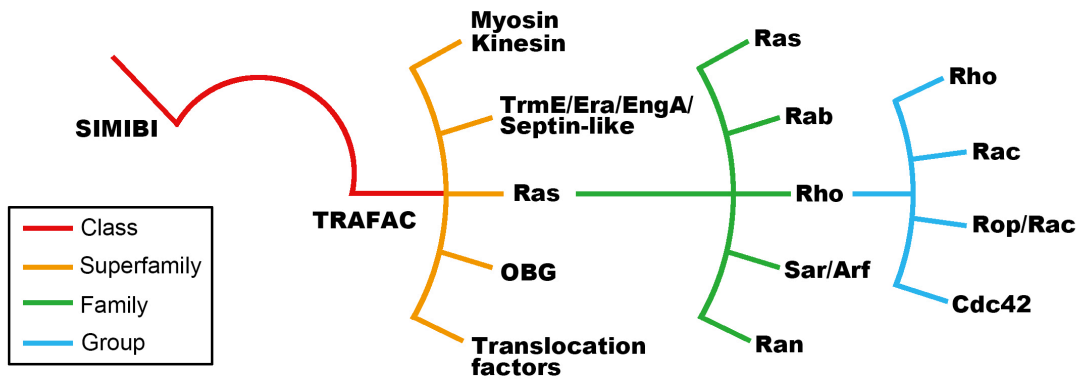 SIMIBI
TRAFAC
Myosin
Kinesin
TrmE/Era/EngA/
Septin-like
Ras
OBG
Translocation
factors
Ras
Rab
Rho
Sar/Arf
Ran
Rho
Rac
Rop/Rac
Cdc42
Class
Superfamily
Family
Group